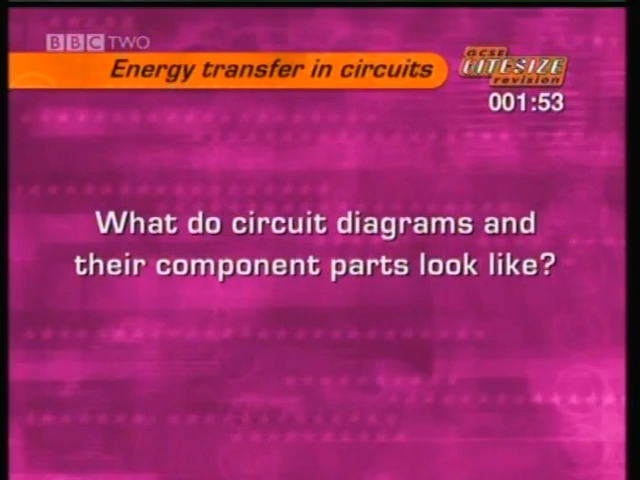 BBC TWO
Energy transfer in circuits
GCSE
BITESIZE
revision
001:53
What do circuit diagrams and
their component parts look like?